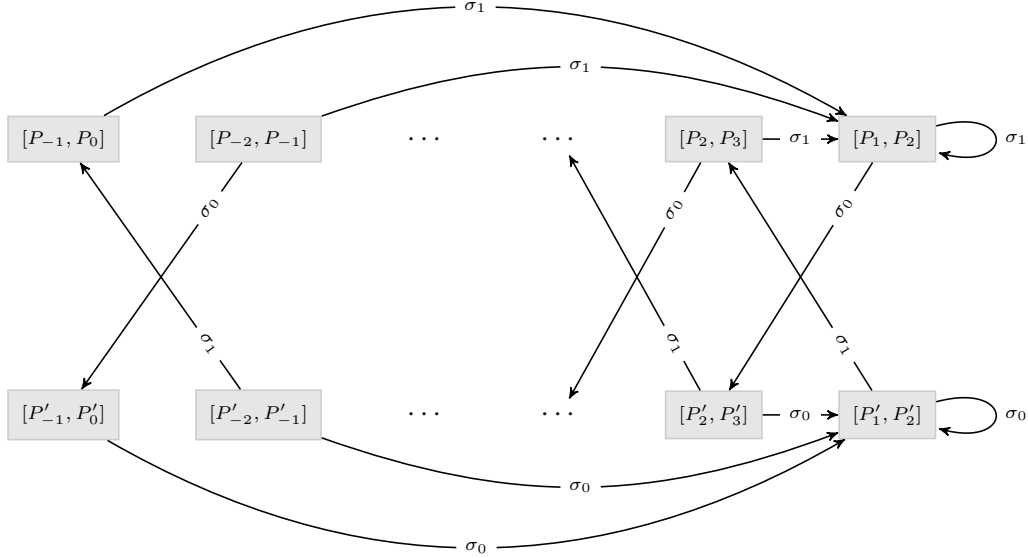 σ₁
σ₁
[P₋₁, P₀] [P₋₂, P₋₁] ⋯ ⋯ [P₂, P₃] σ₁ [P₁, P₂] σ₁
σ₀ σ₀ σ₀
σ₁ σ₁ σ₁
[P′₋₁, P′₀] [P′₋₂, P′₋₁] ⋯ ⋯ [P′₂, P′₃] σ₀ [P′₁, P′₂] σ₀
σ₀
σ₀